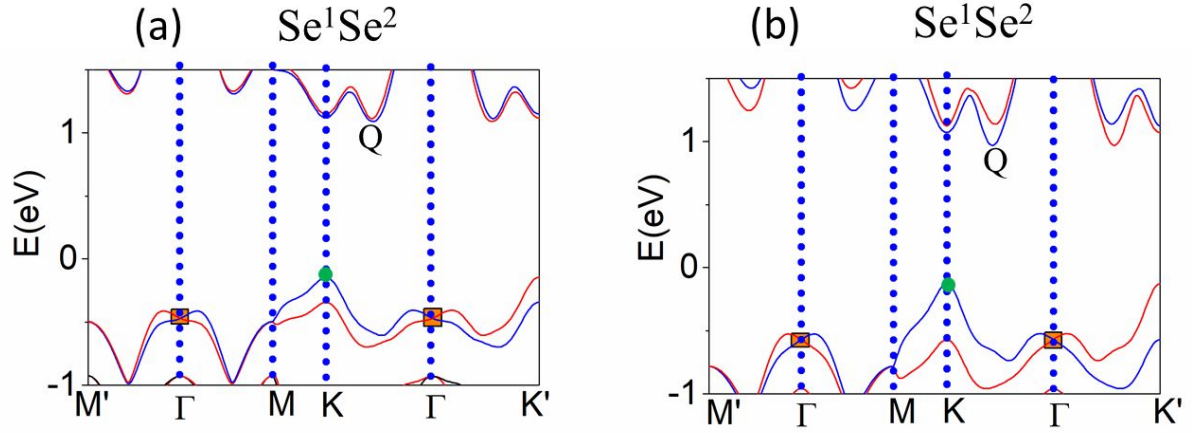 (a) Se¹Se²
1
0
-1
E(eV)
Q
M' Γ M K Γ K'
(b) Se¹Se²
1
0
-1
E(eV)
Q
M' Γ M K Γ K'